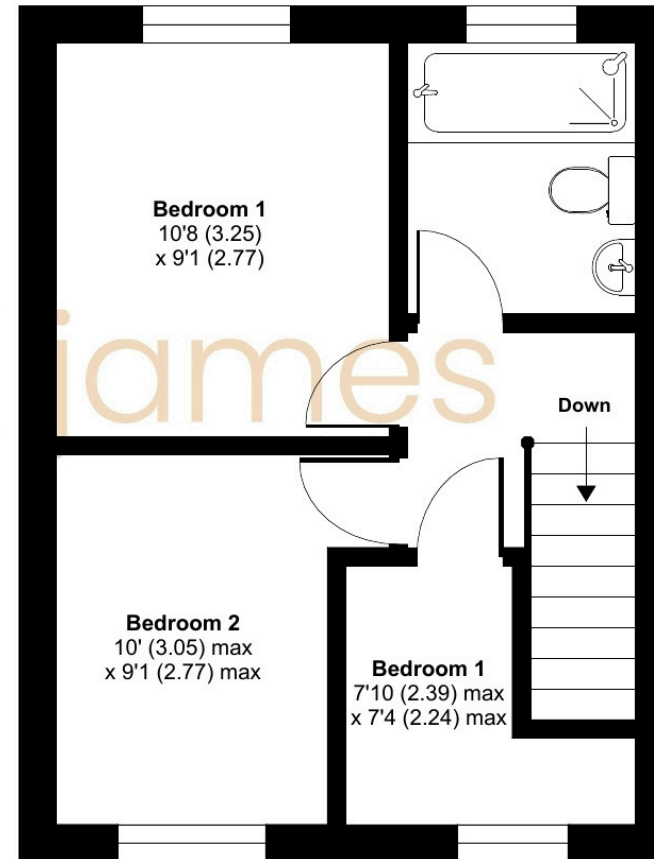 Bedroom 1
10'8 (3.25)
x 9'1 (2.77)
james
Down
Bedroom 2
10' (3.05) max
x 9'1 (2.77) max
Bedroom 1
7'10 (2.39) max
x 7'4 (2.24) max